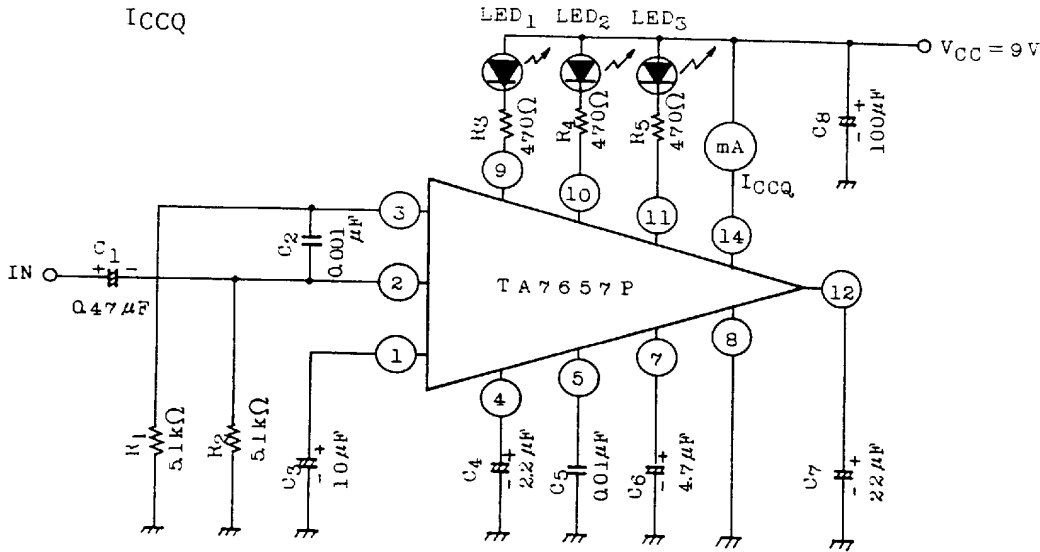 ICCQ
LED1 LED2 LED3
VCC = 9V
R3 470Ω
R4 470Ω
R5 470Ω
mA
ICCQ
C8 + - 100μF
9
10
11
14
3
C2 0.001μF
IN
C1
+ -
0.47μF
2
TA7657P
12
1
8
7
5
4
R1 5.1kΩ
R2 5.1kΩ
C3 + - 10μF
C4 + - 2.2μF
C5 0.01μF
C6 + - 4.7μF
C7 + - 22μF